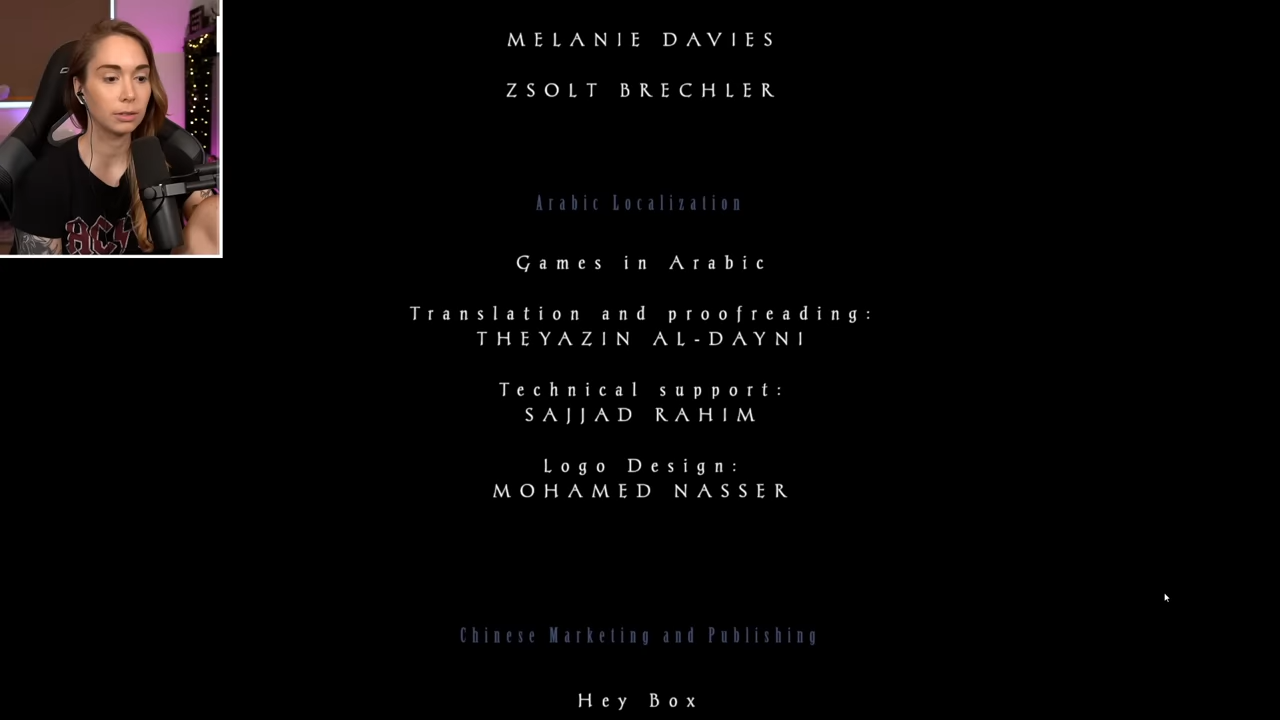 MELANIE DAVIES
ZSOLT BRECHLER
Arabic Localization
Games in Arabic
Translation and proofreading:
THEYAZIN AL-DAYNI
Technical support:
SAJJAD RAHIM
Logo Design:
MOHAMED NASSER
Chinese Marketing and Publishing
Hey Box